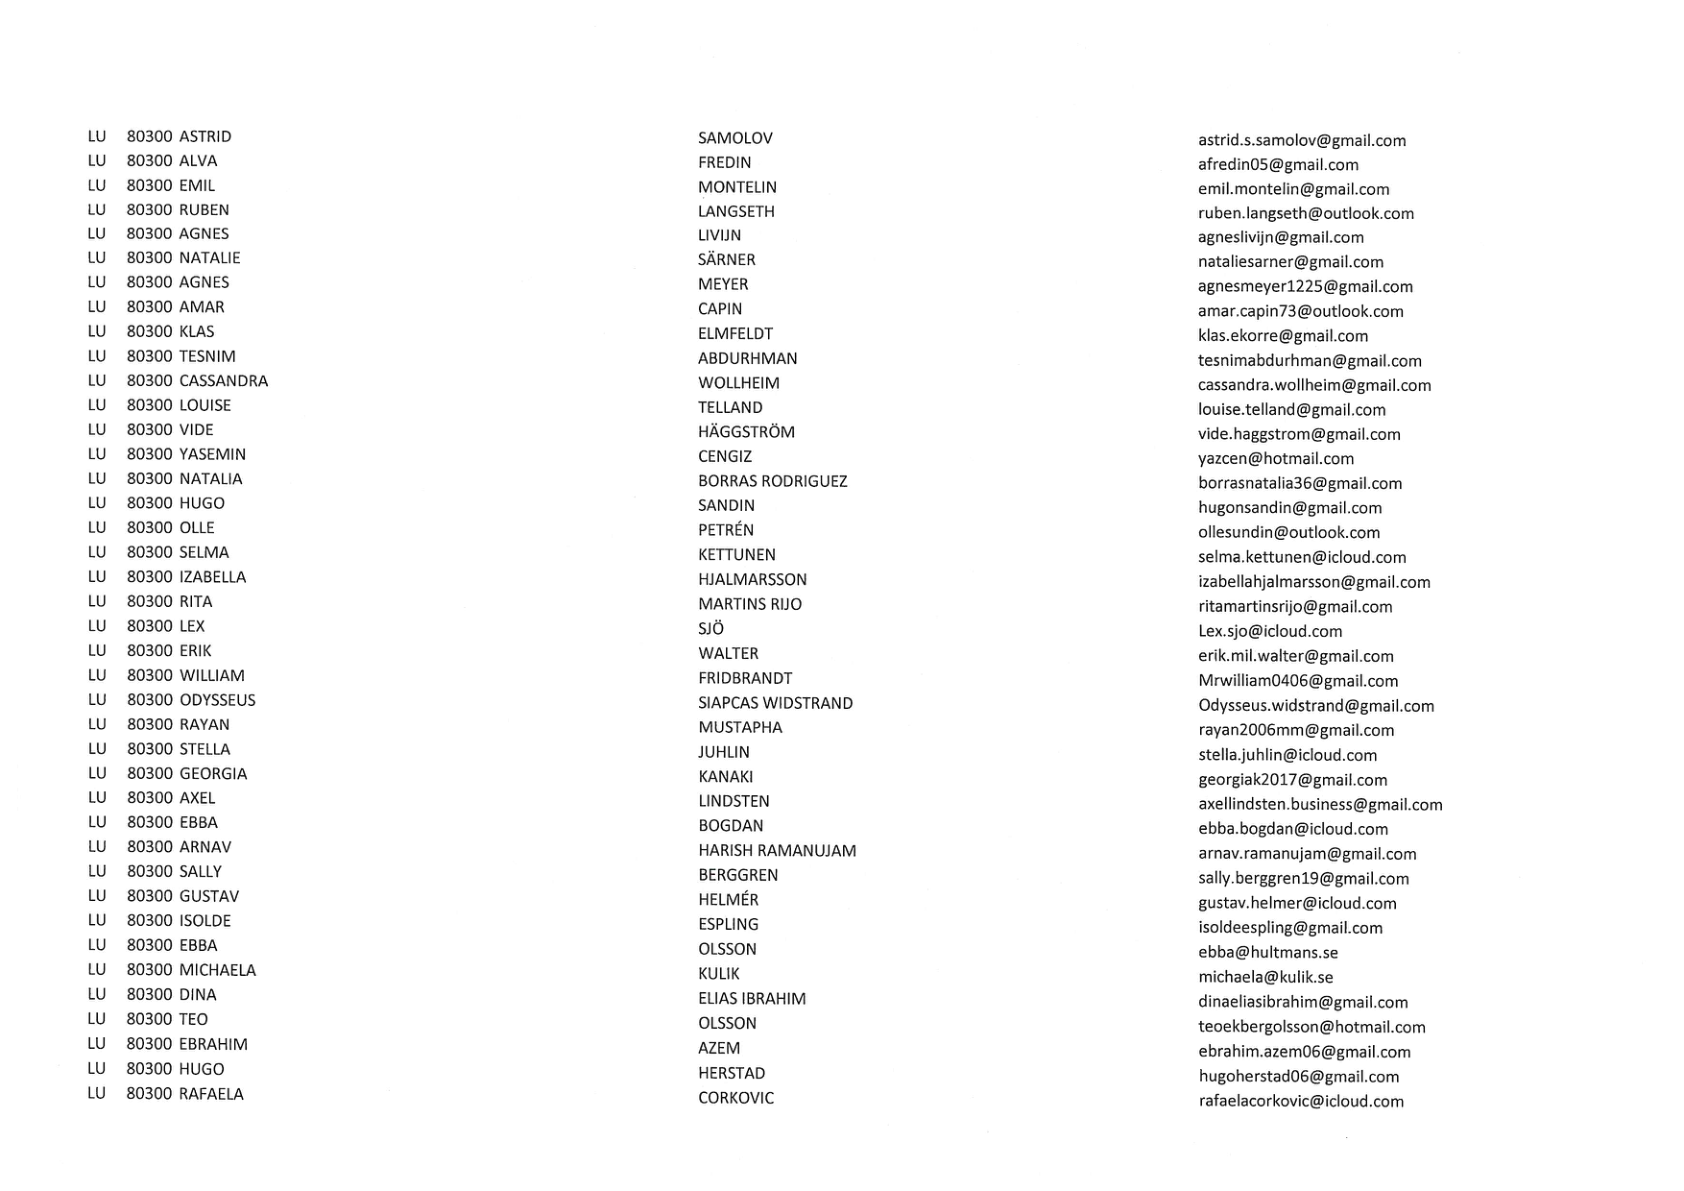 LU 80300 ASTRID SAMOLOV astrid.s.samolov@gmail.com
LU 80300 ALVA FREDIN afredin05@gmail.com
LU 80300 EMIL MONTELIN emil.montelin@gmail.com
LU 80300 RUBEN LANGSETH ruben.langseth@outlook.com
LU 80300 AGNES LIVIJN agneslivijn@gmail.com
LU 80300 NATALIE SÄRNER nataliesarner@gmail.com
LU 80300 AGNES MEYER agnesmeyer1225@gmail.com
LU 80300 AMAR CAPIN amar.capin73@outlook.com
LU 80300 KLAS ELMFELDT klas.ekorre@gmail.com
LU 80300 TESNIM ABDURHMAN tesnimabdurhman@gmail.com
LU 80300 CASSANDRA WOLLHEIM cassandra.wollheim@gmail.com
LU 80300 LOUISE TELLAND louise.telland@gmail.com
LU 80300 VIDE HÄGGSTRÖM vide.haggstrom@gmail.com
LU 80300 YASEMIN CENGIZ yazcen@hotmail.com
LU 80300 NATALIA BORRAS RODRIGUEZ borrasnatalia36@gmail.com
LU 80300 HUGO SANDIN hugonsandin@gmail.com
LU 80300 OLLE PETRÉN ollesundin@outlook.com
LU 80300 SELMA KETTUNEN selma.kettunen@icloud.com
LU 80300 IZABELLA HJALMARSSON izabellahjalmarsson@gmail.com
LU 80300 RITA MARTINS RIJO ritamartinsrijo@gmail.com
LU 80300 LEX SJÖ Lex.sjo@icloud.com
LU 80300 ERIK WALTER erik.mil.walter@gmail.com
LU 80300 WILLIAM FRIDBRANDT Mrwilliam0406@gmail.com
LU 80300 ODYSSEUS SIAPCAS WIDSTRAND Odysseus.widstrand@gmail.com
LU 80300 RAYAN MUSTAPHA rayan2006mm@gmail.com
LU 80300 STELLA JUHLIN stella.juhlin@icloud.com
LU 80300 GEORGIA KANAKI georgiak2017@gmail.com
LU 80300 AXEL LINDSTEN axellindsten.business@gmail.com
LU 80300 EBBA BOGDAN ebba.bogdan@icloud.com
LU 80300 ARNAV HARISH RAMANUJAM arnav.ramanujam@gmail.com
LU 80300 SALLY BERGGREN sally.berggren19@gmail.com
LU 80300 GUSTAV HELMÉR gustav.helmer@icloud.com
LU 80300 ISOLDE ESPLING isoldeespling@gmail.com
LU 80300 EBBA OLSSON ebba@hultmans.se
LU 80300 MICHAELA KULIK michaela@kulik.se
LU 80300 DINA ELIAS IBRAHIM dinaeliasibrahim@gmail.com
LU 80300 TEO OLSSON teoekbergolsson@hotmail.com
LU 80300 EBRAHIM AZEM ebrahim.azem06@gmail.com
LU 80300 HUGO HERSTAD hugoherstad06@gmail.com
LU 80300 RAFAELA CORKOVIC rafaelacorkovic@icloud.com